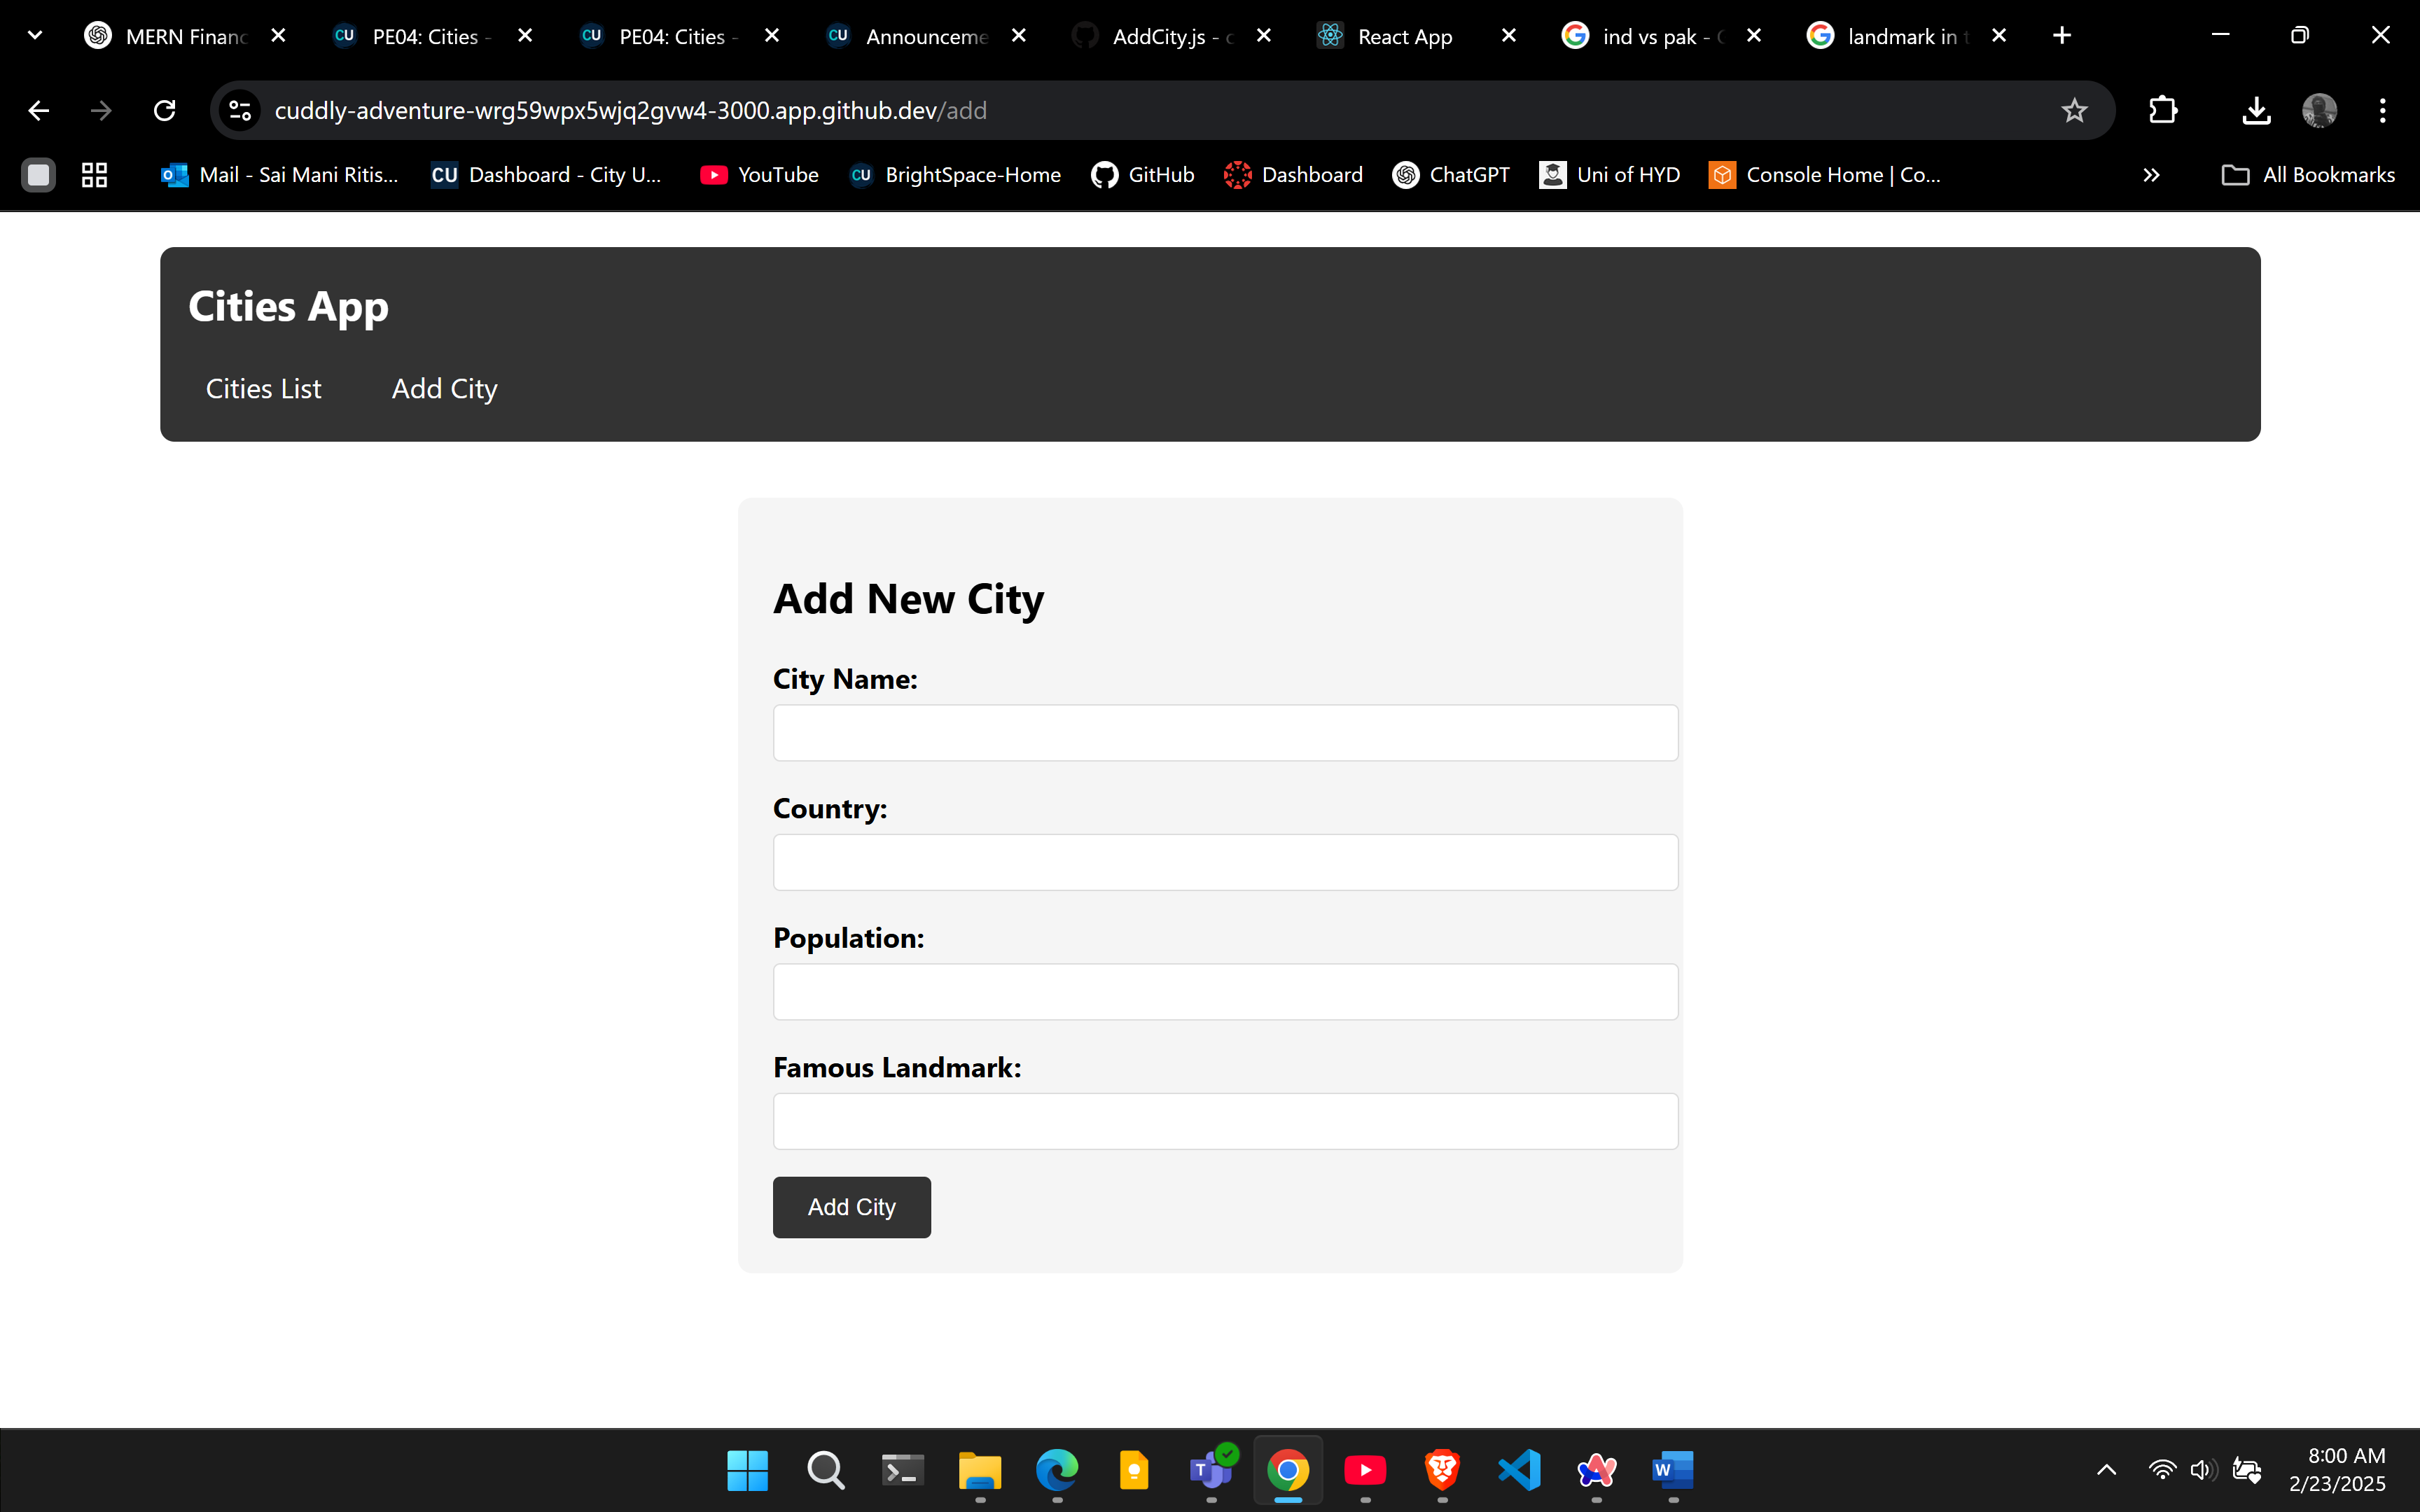 MERN Financ
PE04: Cities -
PE04: Cities -
Announceme
AddCity.js - c
React App
ind vs pak - G
landmark in t
cuddly-adventure-wrg59wpx5wjq2gvw4-3000.app.github.dev/add
Mail - Sai Mani Ritis...
CU Dashboard - City U...
YouTube
CU BrightSpace-Home
GitHub
Dashboard
ChatGPT
Uni of HYD
Console Home | Co...
All Bookmarks
Cities App
Cities List
Add City
Add New City
City Name:
Country:
Population:
Famous Landmark:
Add City
8:00 AM
2/23/2025